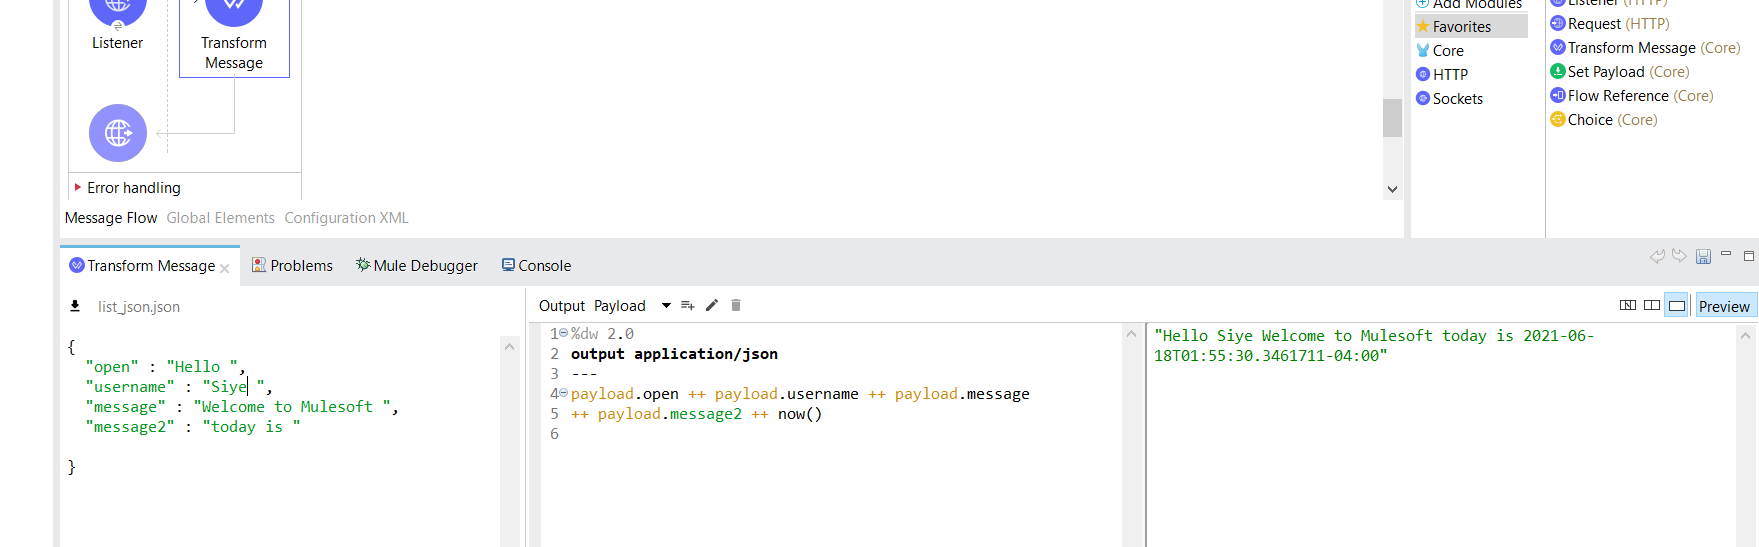 Listener
Transform
Message
Error handling
Message Flow Global Elements Configuration XML
Add Modules
Favorites
Core
HTTP
Sockets
Listener (HTTP)
Request (HTTP)
Transform Message (Core)
Set Payload (Core)
Flow Reference (Core)
Choice (Core)
Transform Message Problems Mule Debugger Console
list_json.json
{
"open" : "Hello ",
"username" : "Siye ",
"message" : "Welcome to Mulesoft ",
"message2" : "today is "
}
Output Payload
Preview
1 %dw 2.0
2 output application/json
3 ---
4 payload.open ++ payload.username ++ payload.message
5 ++ payload.message2 ++ now()
6
"Hello Siye Welcome to Mulesoft today is 2021-06-
18T01:55:30.3461711-04:00"